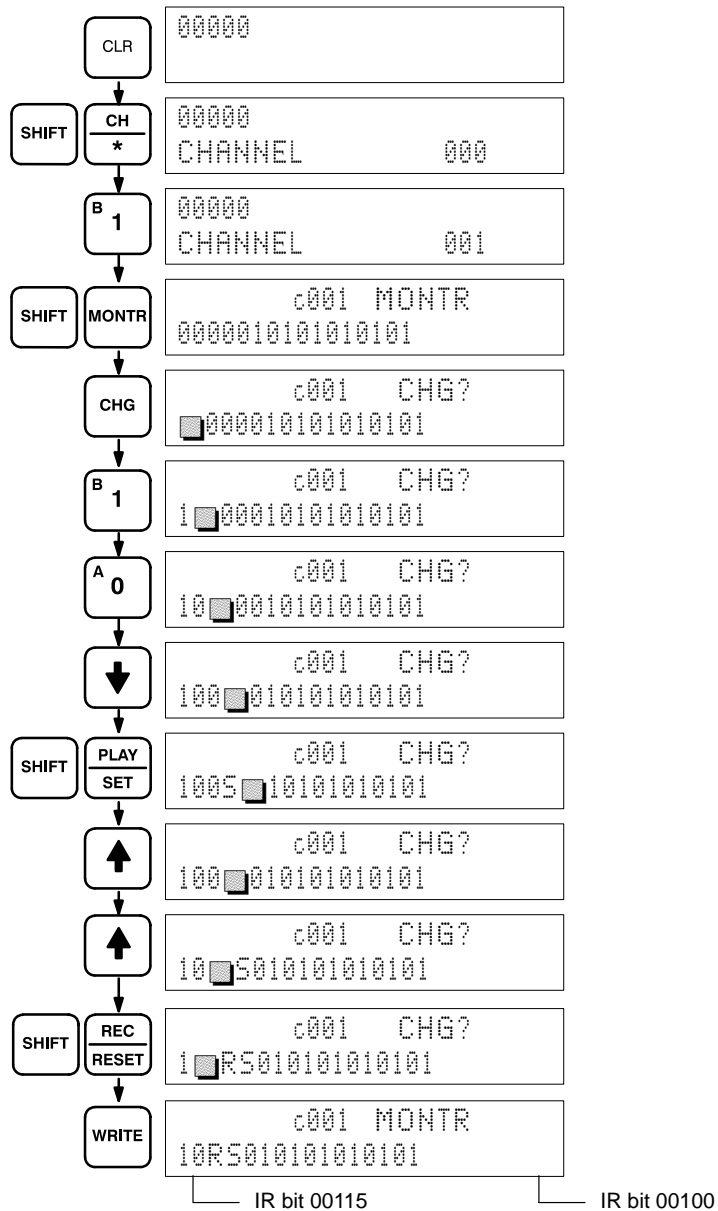 CLR
00000
SHIFT
CH
*
00000
CHANNEL 000
B
1
00000
CHANNEL 001
SHIFT
MONTR
c001 MONTR
0000010101010101
CHG
c001 CHG?
000010101010101
B
1
c001 CHG?
1 00010101010101
A
0
c001 CHG?
10 0010101010101
c001 CHG?
100 010101010101
SHIFT
PLAY
SET
c001 CHG?
100S 10101010101
c001 CHG?
100 010101010101
c001 CHG?
10 S010101010101
SHIFT
REC
RESET
c001 CHG?
1 RS010101010101
WRITE
c001 MONTR
10RS010101010101
IR bit 00115
IR bit 00100